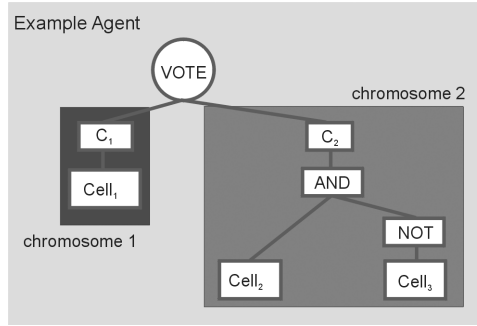 Example Agent
VOTE
chromosome 2
C₁
C₂
Cell₁
AND
chromosome 1
NOT
Cell₂
Cell₃